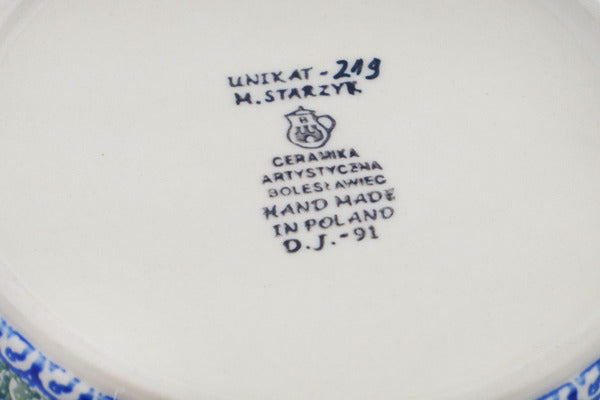 UNIKAT - 219
M. STARZYK
CERAMIKA
ARTYSTYCZNA
BOLESŁAWIEC
HAND MADE
IN POLAND
D.J.-91